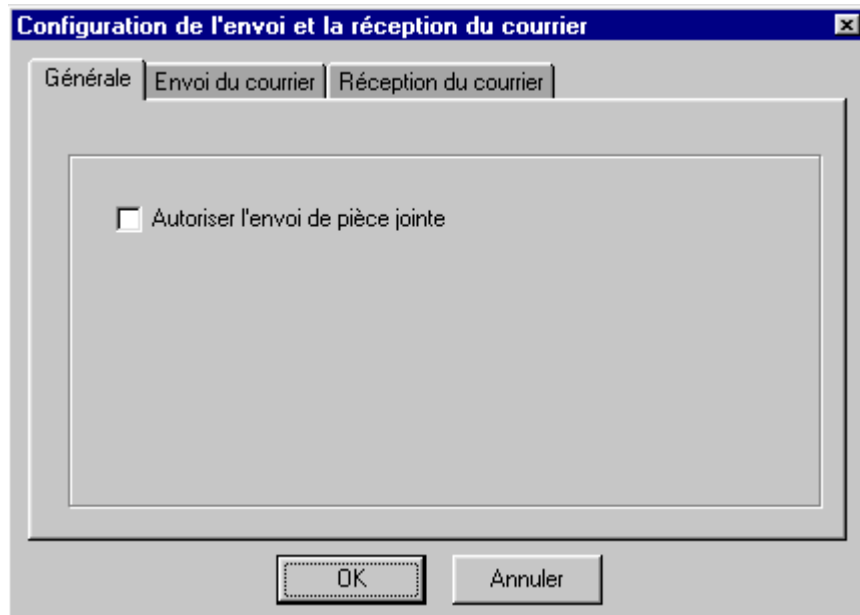 Configuration de l'envoi et la réception du courrier
Générale
Envoi du courrier
Réception du courrier
Autoriser l'envoi de pièce jointe
OK
Annuler